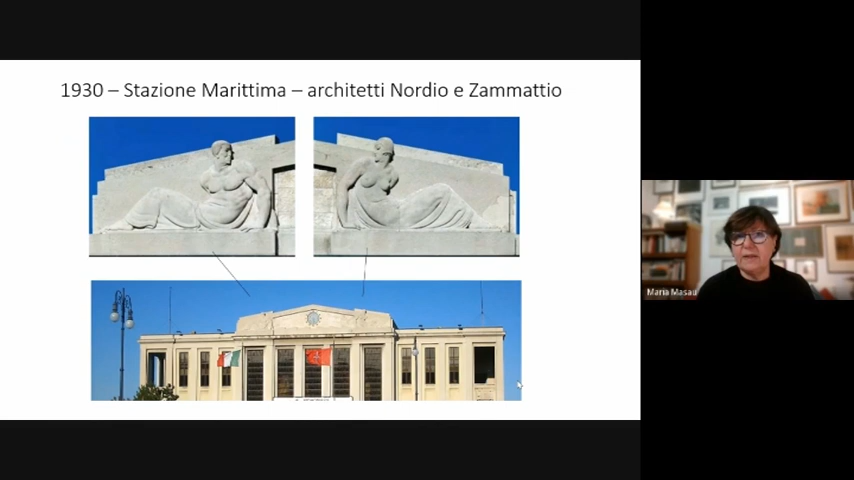 1930 – Stazione Marittima – architetti Nordio e Zammattio
Maria Masau